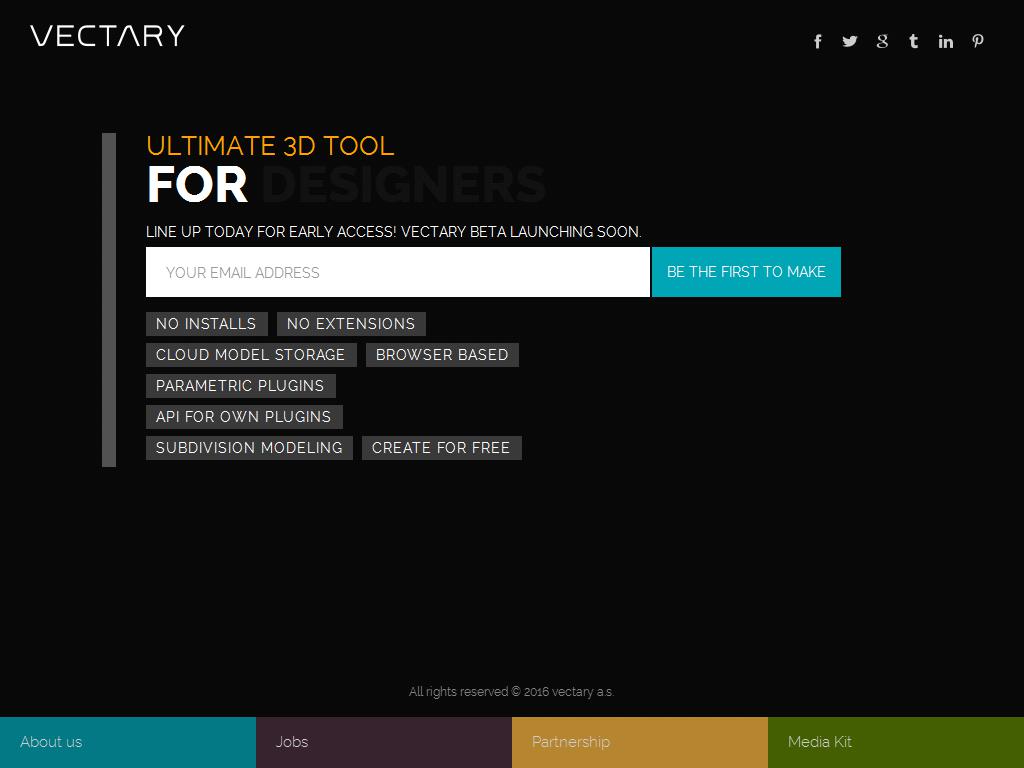 VECTARY
ULTIMATE 3D TOOL
FOR DESIGNERS
LINE UP TODAY FOR EARLY ACCESS! VECTARY BETA LAUNCHING SOON.
YOUR EMAIL ADDRESS
BE THE FIRST TO MAKE
NO INSTALLS NO EXTENSIONS
CLOUD MODEL STORAGE BROWSER BASED
PARAMETRIC PLUGINS
API FOR OWN PLUGINS
SUBDIVISION MODELING CREATE FOR FREE
All rights reserved © 2016 vectary a.s.
About us Jobs Partnership Media Kit